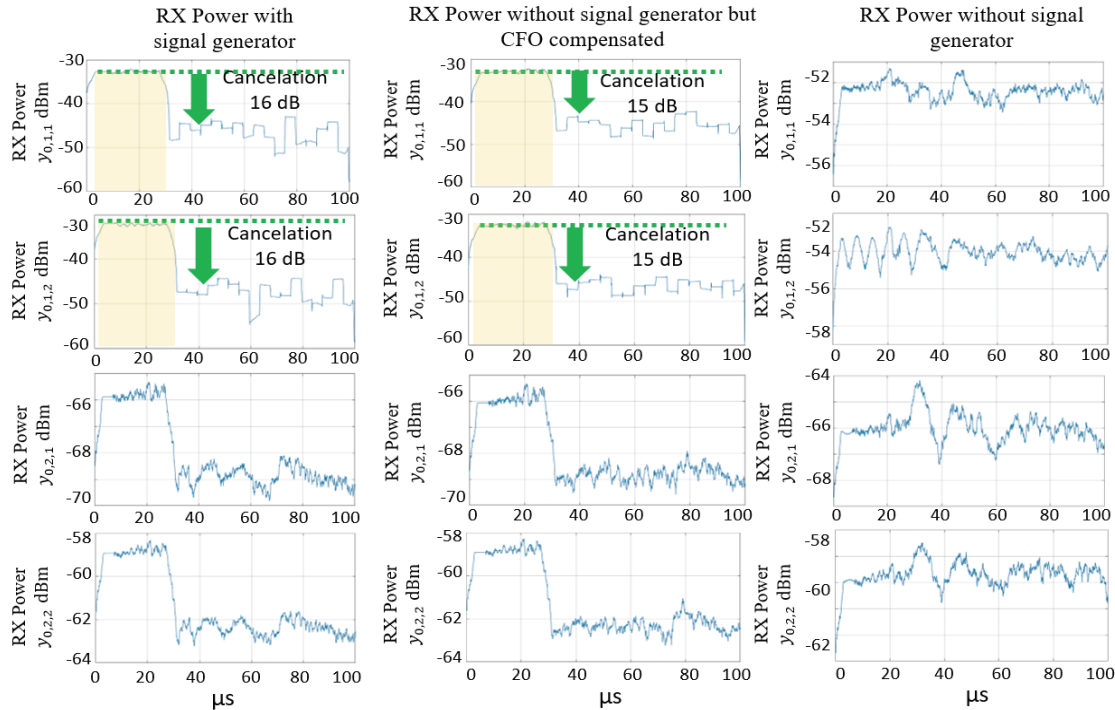 RX Power with
signal generator
RX Power without signal generator but
CFO compensated
RX Power without signal
generator
RX Power
y0,1,1 dBm
-30
-40
-50
-60
Cancelation
16 dB
0 20 40 60 80 100
RX Power
y0,1,1 dBm
-30
-40
-50
-60
Cancelation
15 dB
0 20 40 60 80 100
RX Power
y0,1,1 dBm
-52
-54
-56
0 20 40 60 80 100
RX Power
y0,1,2 dBm
-30
-40
-50
-60
Cancelation
16 dB
0 20 40 60 80 100
RX Power
y0,1,2 dBm
-30
-40
-50
-60
Cancelation
15 dB
0 20 40 60 80 100
RX Power
y0,1,2 dBm
-52
-54
-56
-58
0 20 40 60 80 100
RX Power
y0,2,1 dBm
-66
-68
-70
0 20 40 60 80 100
RX Power
y0,2,1 dBm
-66
-68
-70
0 20 40 60 80 100
RX Power
y0,2,1 dBm
-64
-66
-68
0 20 40 60 80 100
RX Power
y0,2,2 dBm
-58
-60
-62
-64
0 20 40 60 80 100
μs
RX Power
y0,2,2 dBm
-58
-60
-62
-64
0 20 40 60 80 100
μs
RX Power
y0,2,2 dBm
-58
-60
-62
0 20 40 60 80 100
μs